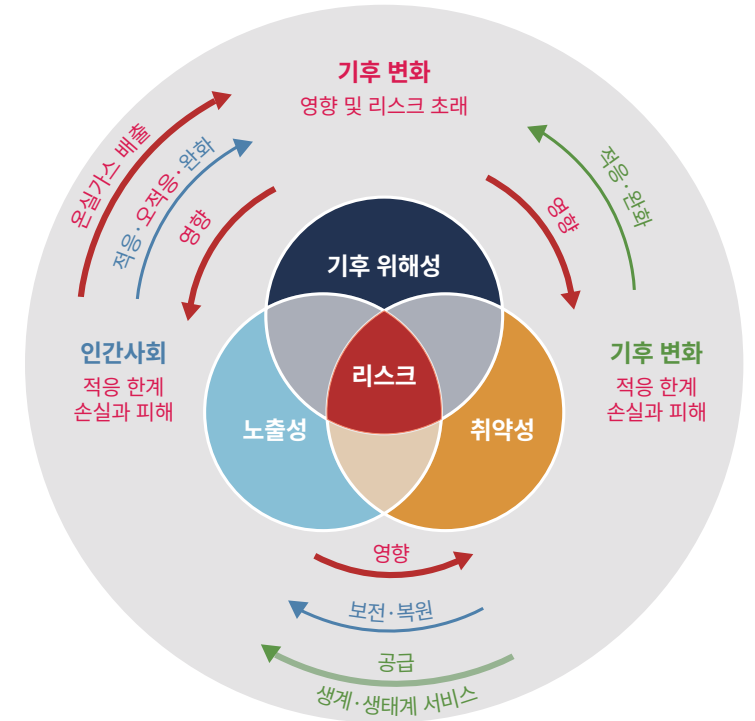 기후 변화
영향 및 리스크 초래
온실가스 배출
적응·오적응·완화
영향
영향
적응·완화
기후 위해성
리스크
노출성
취약성
인간사회
적응 한계
손실과 피해
기후 변화
적응 한계
손실과 피해
영향
보전·복원
공급
생계·생태계 서비스